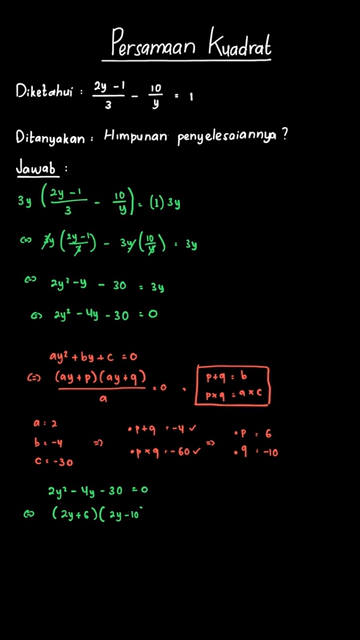 Persamaan Kuadrat
Diketahui : (2y - 1)/3 - 10/y = 1
Ditanyakan : Himpunan penyelesaiannya ?
Jawab :
3y ( (2y - 1)/3 - 10/y ) = (1) 3y
⇔ 3y ( (2y - 1)/3 ) - 3y ( 10/y ) = 3y
⇔ 2y² - y - 30 = 3y
⇔ 2y² - 4y - 30 = 0
ay² + by + c = 0
⇔ (ay + p)(ay + q)/a = 0 = p + q = b
p × q = a × c
a = 2
b = -4 ⇒ • p + q = -4 ✓ ⇒ • p = 6
c = -30 • p × q = -60 ✓ • q = -10
2y² - 4y - 30 = 0
⇔ (2y + 6)(2y - 10